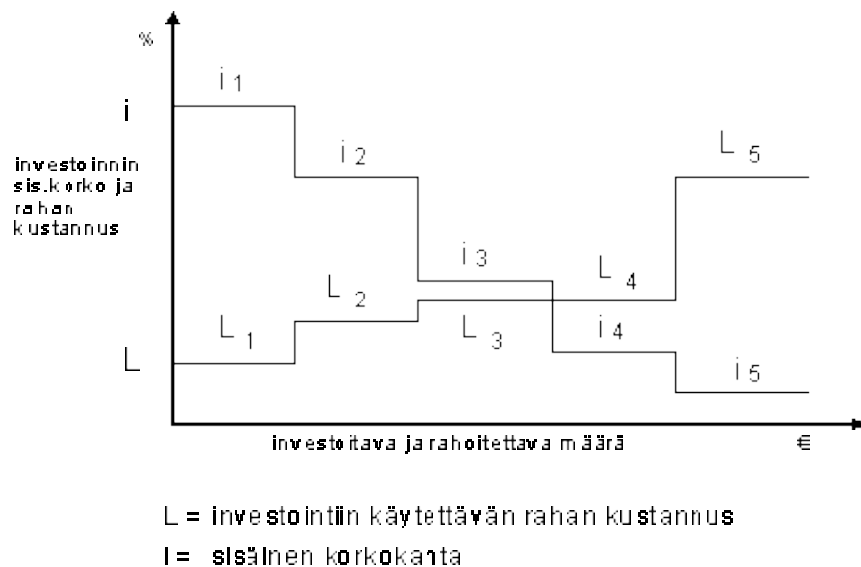 %
i 1
i
L 5
i 2
investoinnin
sis.korko ja
rahan
kustannus
i 3
L 4
L 2
L 1
L 3
i 4
L
i 5
investoitava ja rahoitettava määrä
€
L = investointiin käytettävän rahan kustannus
i = sisäinen korkokanta